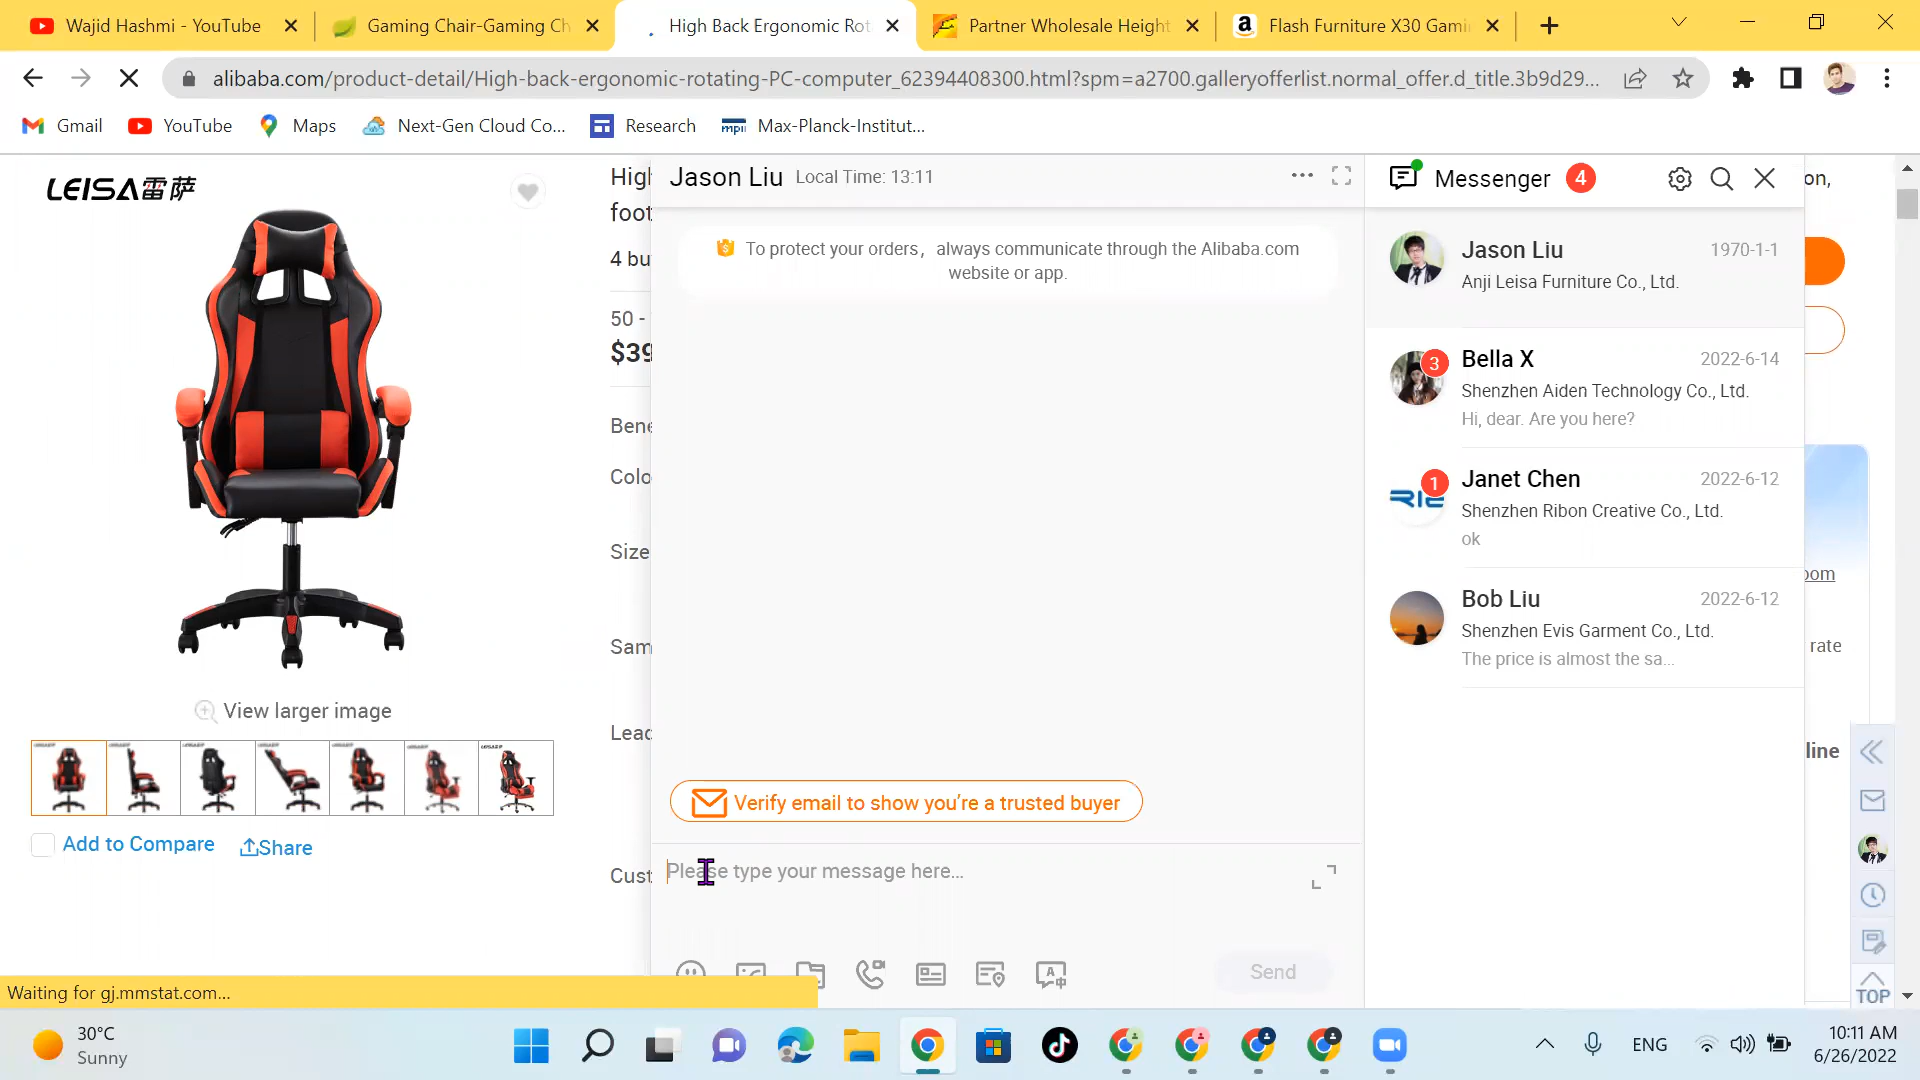 Wajid Hashmi - YouTube
Gaming Chair-Gaming Ch
High Back Ergonomic Rot
Partner Wholesale Height
Flash Furniture X30 Gami
alibaba.com/product-detail/High-back-ergonomic-rotating-PC-computer_62394408300.html?spm=a2700.galleryofferlist.normal_offer.d_title.3b9d29...
Gmail
YouTube
Maps
Next-Gen Cloud Co...
Research
Max-Planck-Institut...
LEISA雷萨
High
foot
4 bu
50 -
$39
Bene
Colo
Size
Sam
Lead
Cust
View larger image
Add to Compare
Share
Jason Liu Local Time: 13:11
To protect your orders, always communicate through the Alibaba.com
website or app.
Verify email to show you're a trusted buyer
Please type your message here...
Send
Messenger 4
Jason Liu 1970-1-1
Anji Leisa Furniture Co., Ltd.
3
Bella X 2022-6-14
Shenzhen Aiden Technology Co., Ltd.
Hi, dear. Are you here?
1
Janet Chen 2022-6-12
Shenzhen Ribon Creative Co., Ltd.
ok
Bob Liu 2022-6-12
Shenzhen Evis Garment Co., Ltd.
The price is almost the sa...
on,
oom
rate
line
TOP
Waiting for gj.mmstat.com...
30°C
Sunny
ENG
10:11 AM
6/26/2022